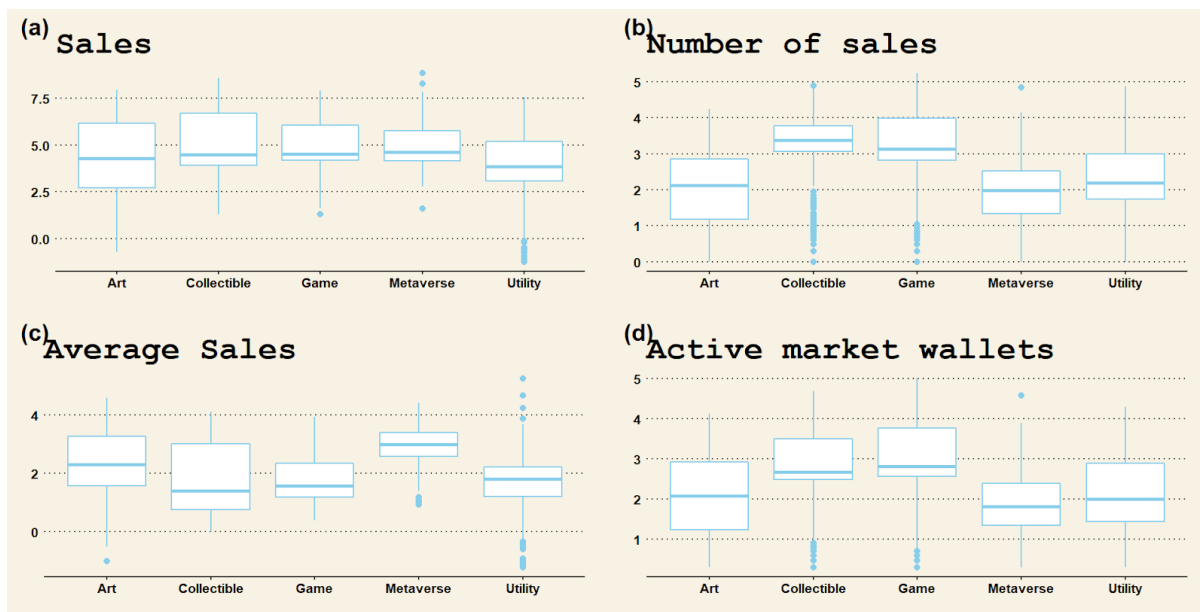 (a)
Sales
7.5
5.0
2.5
0.0
Art Collectible Game Metaverse Utility
(b)
Number of sales
5
4
3
2
1
0
Art Collectible Game Metaverse Utility
(c)
Average Sales
4
2
0
Art Collectible Game Metaverse Utility
(d)
Active market wallets
5
4
3
2
1
Art Collectible Game Metaverse Utility